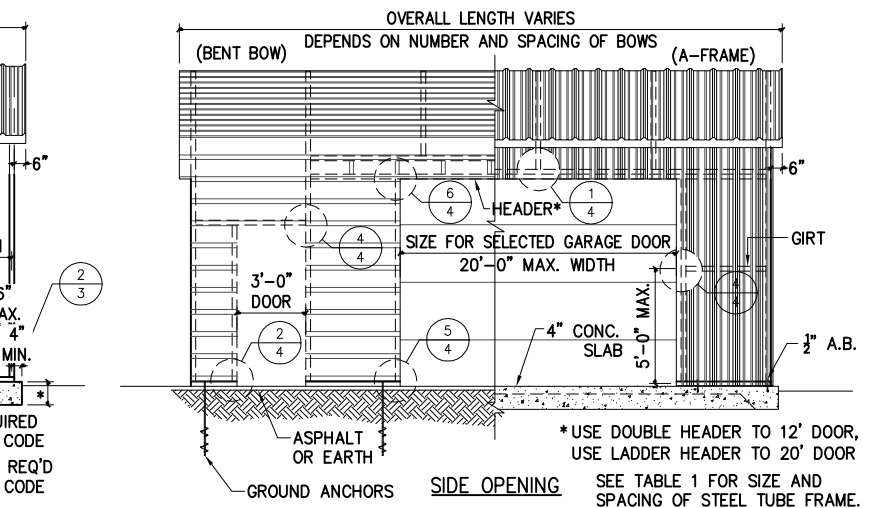 OVERALL LENGTH VARIES
DEPENDS ON NUMBER AND SPACING OF BOWS
(BENT BOW)
(A-FRAME)
6"
6"
6
4
HEADER*
1
4
4
4
SIZE FOR SELECTED GARAGE DOOR
20'-0" MAX. WIDTH
GIRT
3'-0"
DOOR
2
3
4
4
5'-0" MAX.
2
4
5
4
4" CONC.
SLAB
½" A.B.
6"
AX.
4"
MIN.
*
UIRED
CODE
REQ'D
CODE
ASPHALT
OR EARTH
GROUND ANCHORS
SIDE OPENING
* USE DOUBLE HEADER TO 12' DOOR,
USE LADDER HEADER TO 20' DOOR
SEE TABLE 1 FOR SIZE AND
SPACING OF STEEL TUBE FRAME.